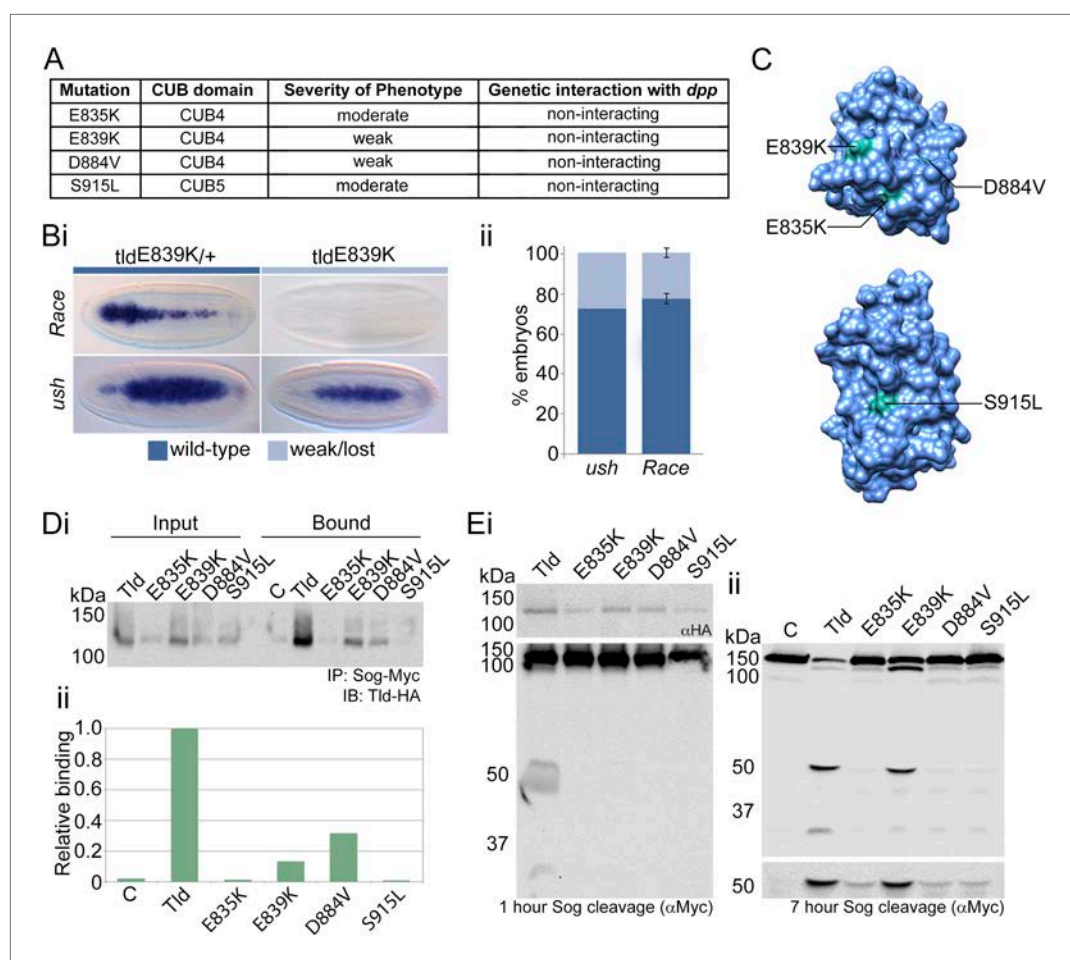 A
Mutation CUB domain Severity of Phenotype Genetic interaction with dpp
E835K CUB4 moderate non-interacting
E839K CUB4 weak non-interacting
D884V CUB4 weak non-interacting
S915L CUB5 moderate non-interacting
Bi
tldE839K/+ tldE839K
Race
ush
wild-type weak/lost
ii
% embryos
100
80
60
40
20
0
ush Race
C
E839K
D884V
E835K
S915L
Di
Input Bound
kDa Tld E835K E839K D884V S915L C Tld E835K E839K D884V S915L
150
100
IP: Sog-Myc
IB: Tld-HA
ii
Relative binding
1.0
0.8
0.6
0.4
0.2
0
C Tld E835K E839K D884V S915L
Ei
kDa Tld E835K E839K D884V S915L
150
100
αHA
150
100
50
37
1 hour Sog cleavage (αMyc)
ii
kDa C Tld E835K E839K D884V S915L
150
100
50
37
50
7 hour Sog cleavage (αMyc)